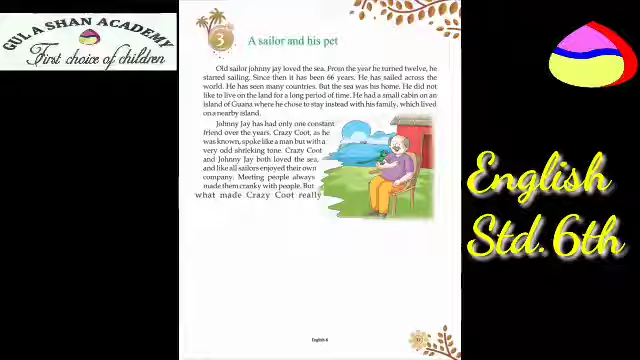 GULASHAN ACADEMY
First choice of children
3
A sailor and his pet
Old sailor johnny jay loved the sea. From the year he turned twelve, he
started sailing. Since then it has been 66 years. He has sailed across the
world. He has seen many countries. But the sea was his home. He did not
like to live on the land for a long period of time. He had a small cabin on an
island of Guana where he chose to stay instead with his family, which lived
on a nearby island.
Johnny Jay has had only one constant
friend over the years. Crazy Coot, as he
was known, spoke like a man but with a
very odd shrieking tone. Crazy Coot
and Johnny Jay both loved the sea,
and like all sailors enjoyed their own
company. Meeting people always
made them cranky with people. But
what made Crazy Coot really
English
Std. 6th
English-6